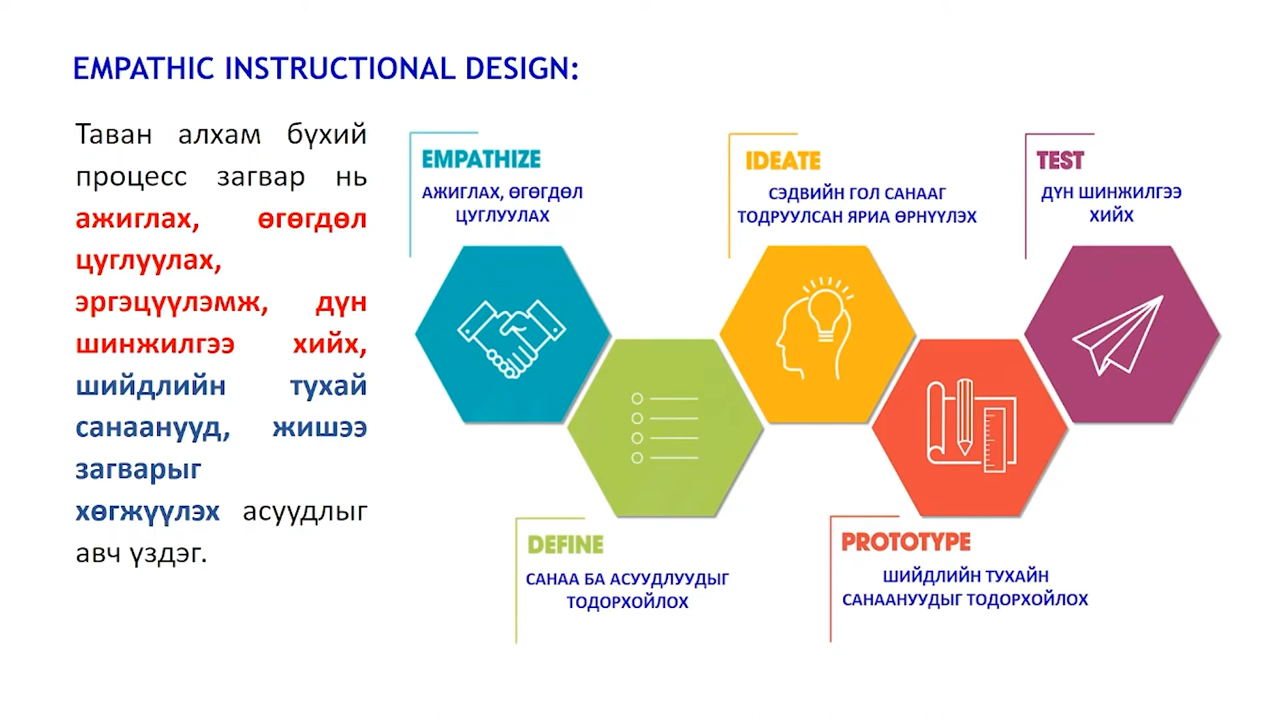 EMPATHIC INSTRUCTIONAL DESIGN:
Таван алхам бүхий
процесс загвар нь
ажиглах, өгөгдөл
цуглуулах,
эргэцүүлэмж, дүн
шинжилгээ хийх,
шийдлийн тухай
санаанууд, жишээ
загварыг
хөгжүүлэх асуудлыг
авч үздэг.
EMPATHIZE
АЖИГЛАХ, ӨГӨГДӨЛ
ЦУГЛУУЛАХ
DEFINE
САНАА БА АСУУДЛУУДЫГ
ТОДОРХОЙЛОХ
IDEATE
СЭДВИЙН ГОЛ САНААГ
ТОДРУУЛСАН ЯРИА ӨРНҮҮЛЭХ
PROTOTYPE
ШИЙДЛИЙН ТУХАЙН
САНААНУУДЫГ ТОДОРХОЙЛОХ
TEST
ДҮН ШИНЖИЛГЭЭ
ХИЙХ